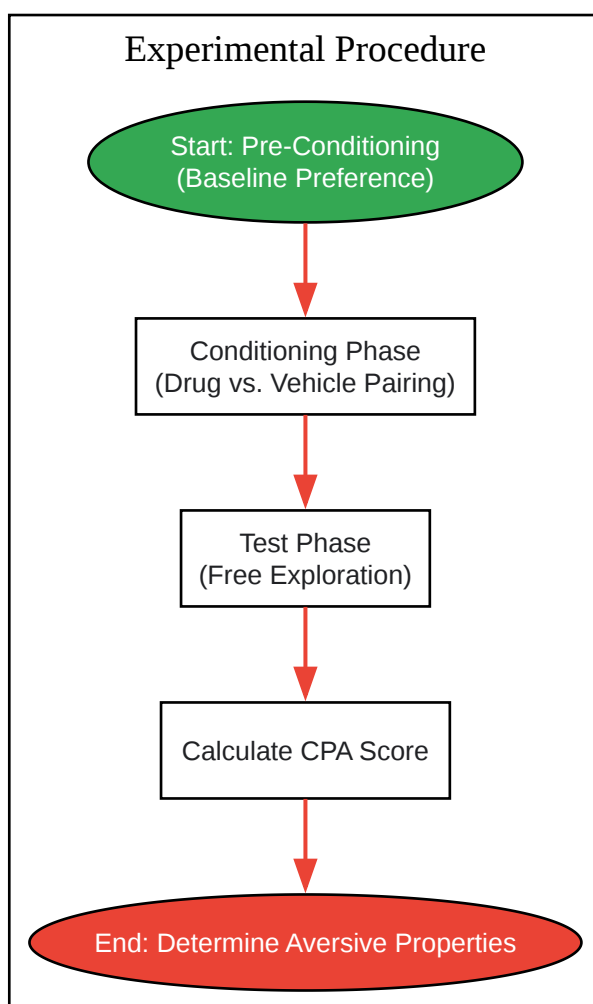 Experimental Procedure
Start: Pre-Conditioning
(Baseline Preference)
Conditioning Phase
(Drug vs. Vehicle Pairing)
Test Phase
(Free Exploration)
Calculate CPA Score
End: Determine Aversive Properties